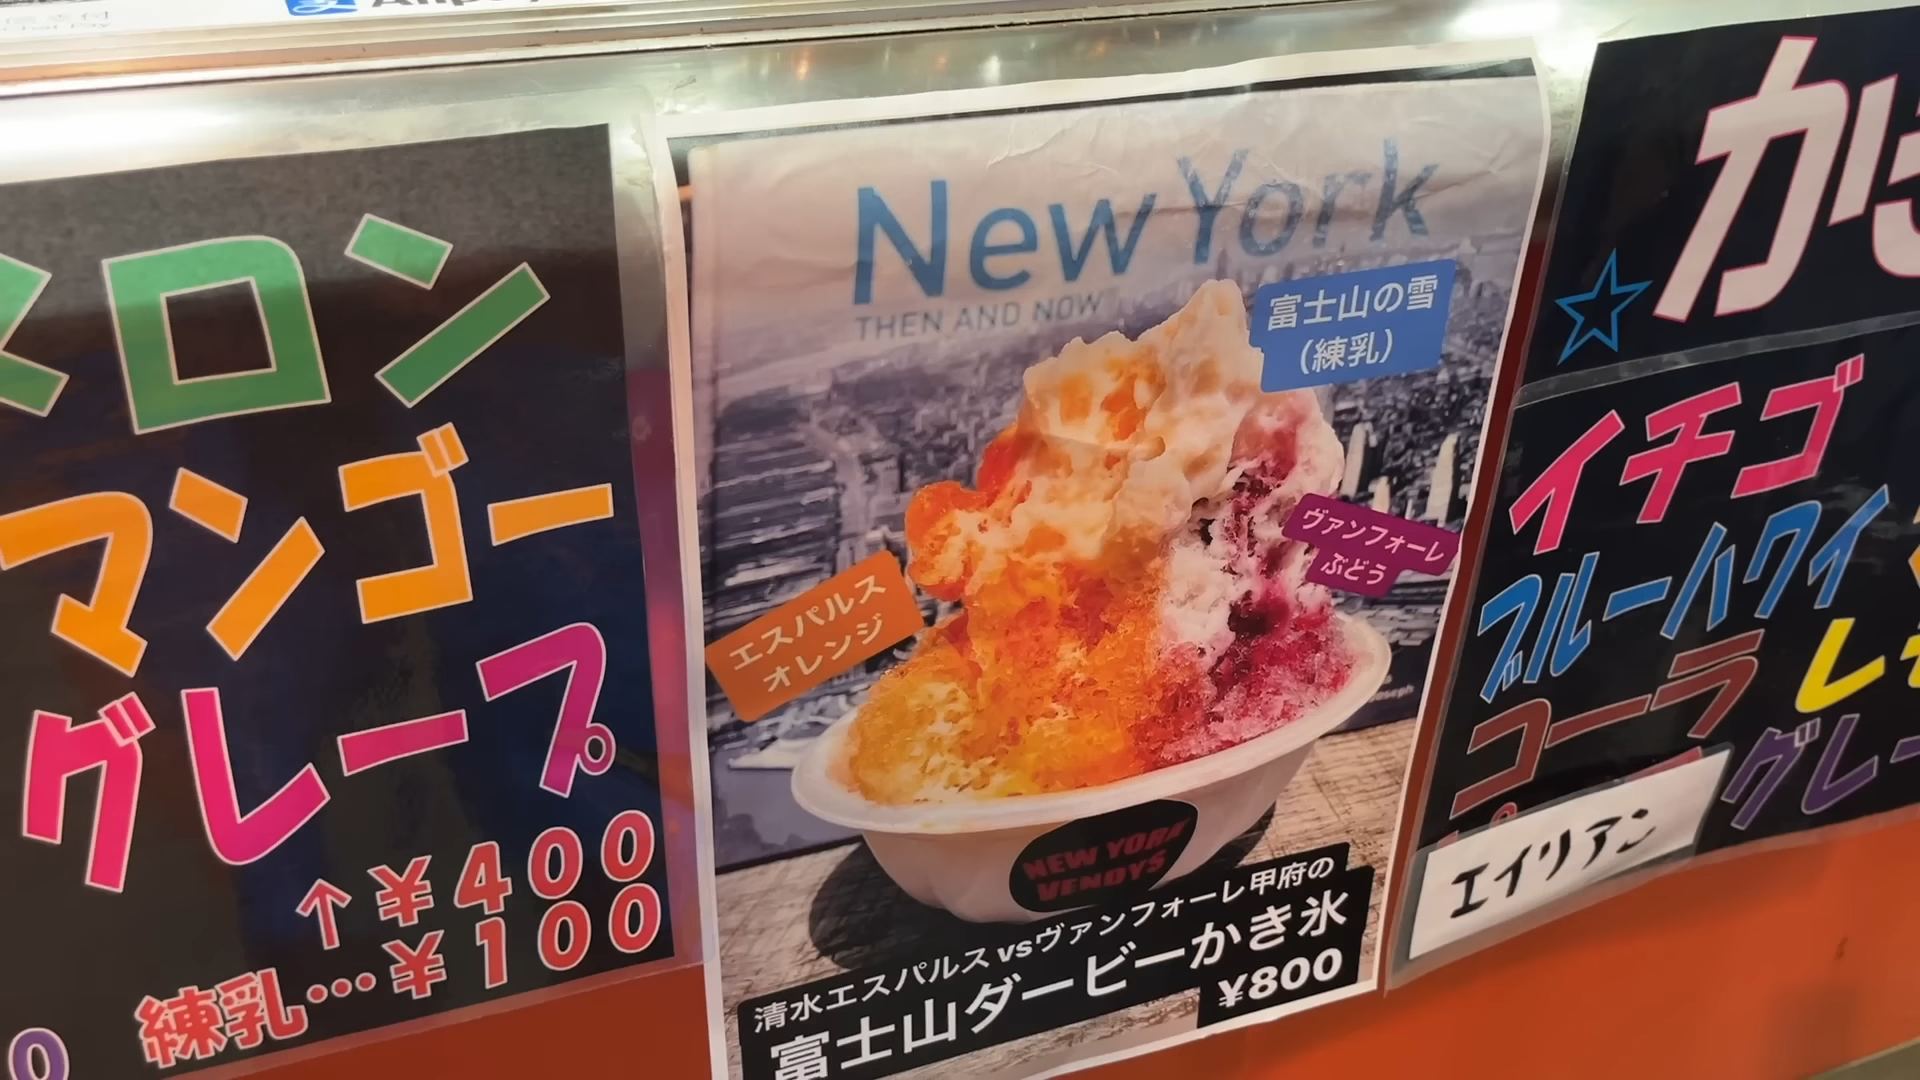 メロン
マンゴー
グレープ
↑¥400
練乳…¥100
0
New York
THEN AND NOW
富士山の雪
(練乳)
ヴァンフォーレ
ぶどう
エスパルス
オレンジ
NEW YORK
VENDYS
清水エスパルスvsヴァンフォーレ甲府の
富士山ダービーかき氷
¥800
☆
イチゴ
ブルーハワイ
コーラ
グレー
エイリアン